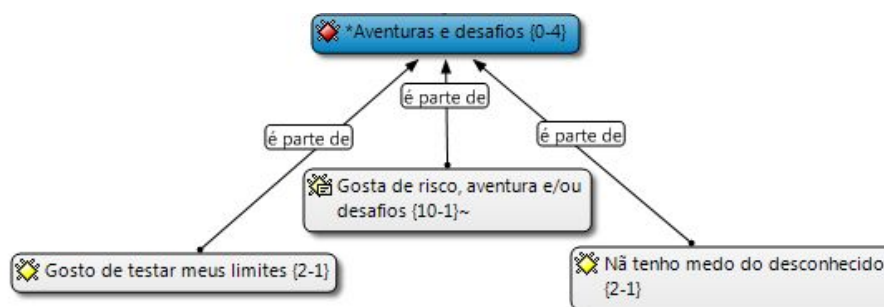 *Aventuras e desafios {0-4}
é parte de
é parte de
é parte de
Gosta de risco, aventura e/ou
desafios {10-1}~
Gosto de testar meus limites {2-1}
Nã tenho medo do desconhecido
{2-1}